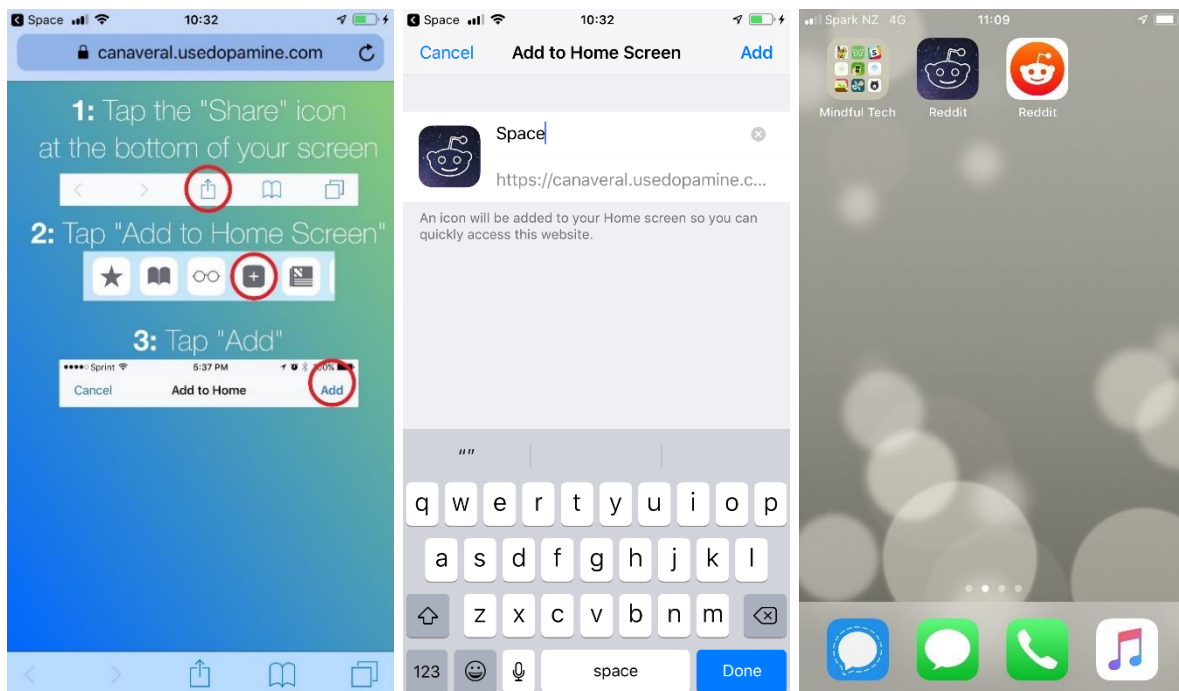 Space 10:32
canaveral.usedopamine.com
1: Tap the "Share" icon
at the bottom of your screen
2: Tap "Add to Home Screen"
3: Tap "Add"
Sprint 5:37 PM 100%
Cancel Add to Home Add
Space 10:32
Cancel Add to Home Screen Add
Space
https://canaveral.usedopamine.c...
An icon will be added to your Home screen so you can
quickly access this website.
""
q w e r t y u i o p
a s d f g h j k l
z x c v b n m
123 space Done
Spark NZ 4G 11:09
Mindful Tech Reddit Reddit